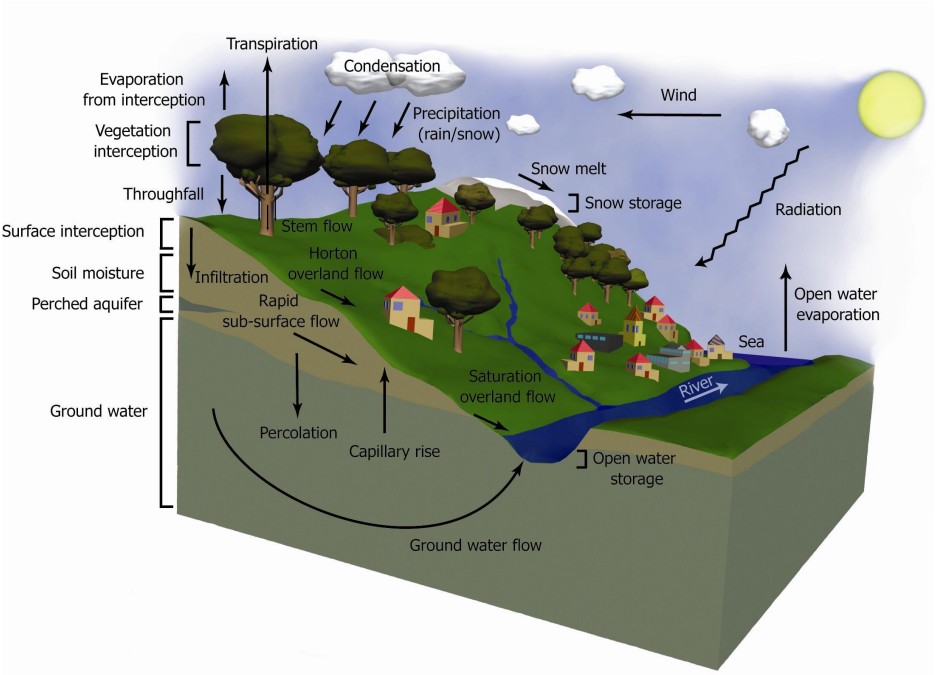 Transpiration
Condensation
Evaporation
from interception
Wind
Precipitation
(rain/snow)
Vegetation
interception
Snow melt
Throughfall
Snow storage
Radiation
Surface interception
Stem flow
Horton
overland flow
Soil moisture
Infiltration
Open water
evaporation
Perched aquifer
Rapid
sub-surface flow
Sea
River
Saturation
overland flow
Ground water
Percolation
Capillary rise
Open water
storage
Ground water flow